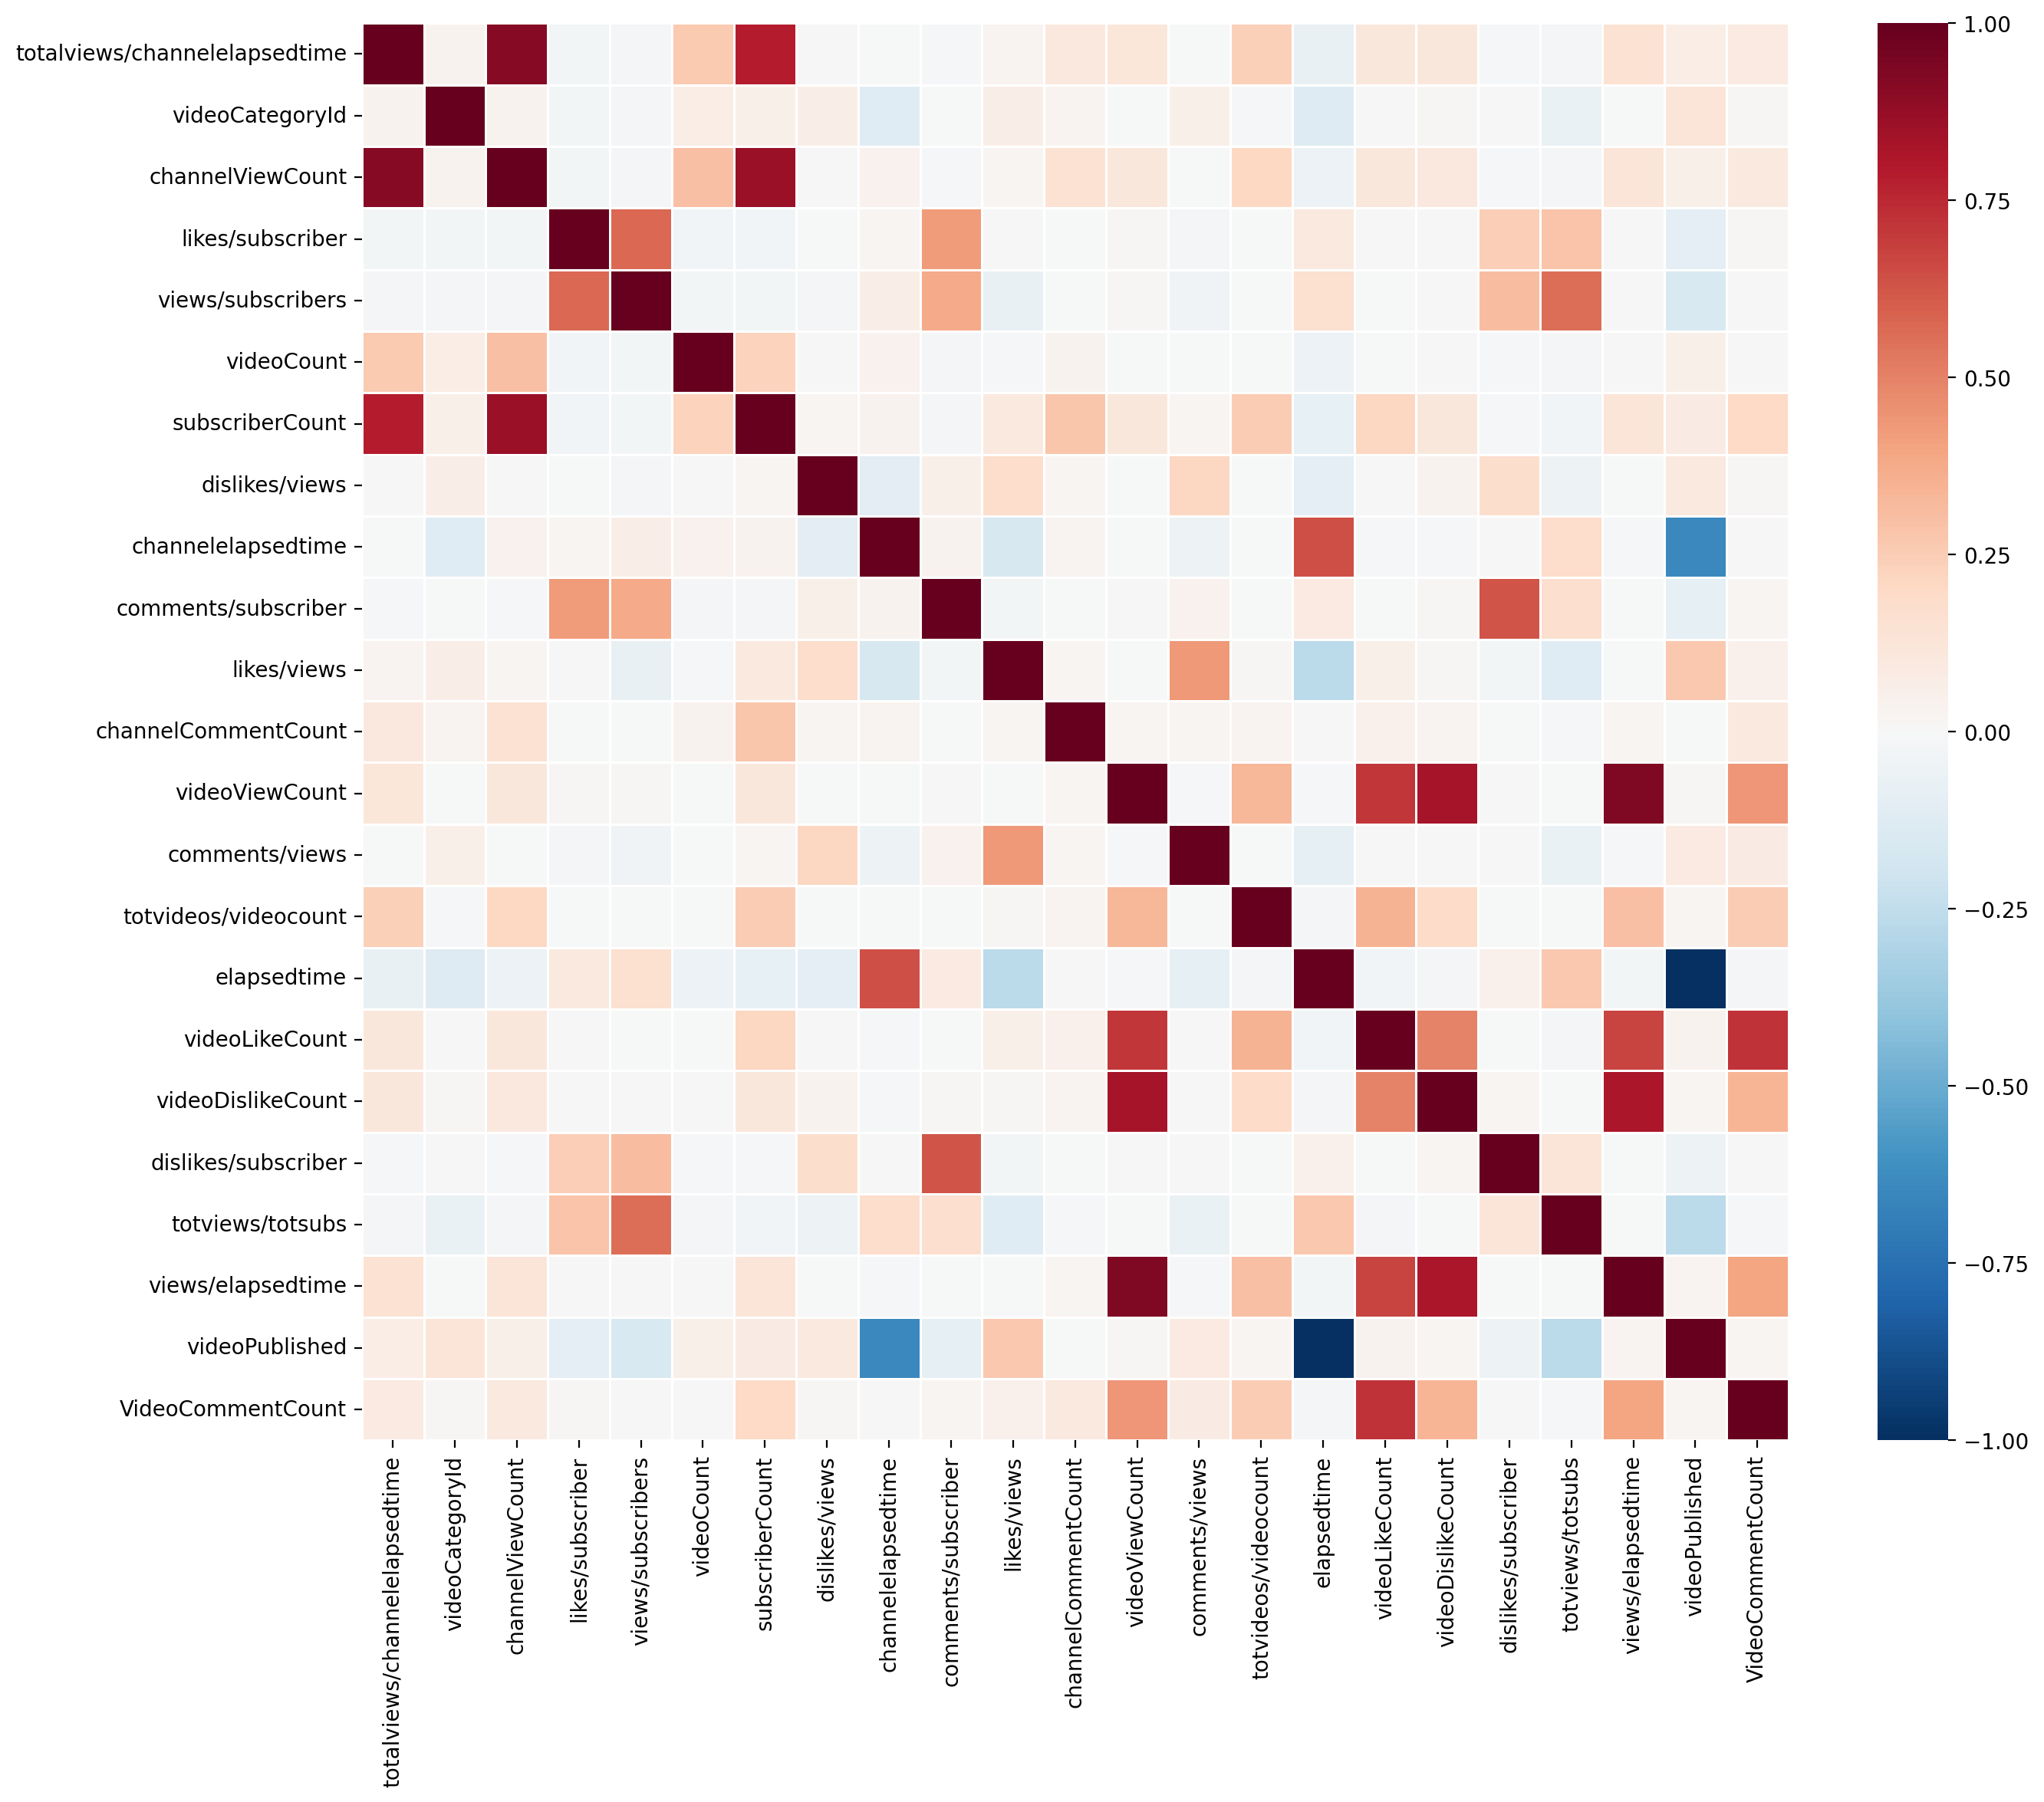 totalviews/channelelapsedtime
videoCategoryId
channelViewCount
likes/subscriber
views/subscribers
videoCount
subscriberCount
dislikes/views
channelelapsedtime
comments/subscriber
likes/views
channelCommentCount
videoViewCount
comments/views
totvideos/videocount
elapsedtime
videoLikeCount
videoDislikeCount
dislikes/subscriber
totviews/totsubs
views/elapsedtime
videoPublished
VideoCommentCount
totalviews/channelelapsedtime
videoCategoryId
channelViewCount
likes/subscriber
views/subscribers
videoCount
subscriberCount
dislikes/views
channelelapsedtime
comments/subscriber
likes/views
channelCommentCount
videoViewCount
comments/views
totvideos/videocount
elapsedtime
videoLikeCount
videoDislikeCount
dislikes/subscriber
totviews/totsubs
views/elapsedtime
videoPublished
VideoCommentCount
1.00
0.75
0.50
0.25
0.00
−0.25
−0.50
−0.75
−1.00